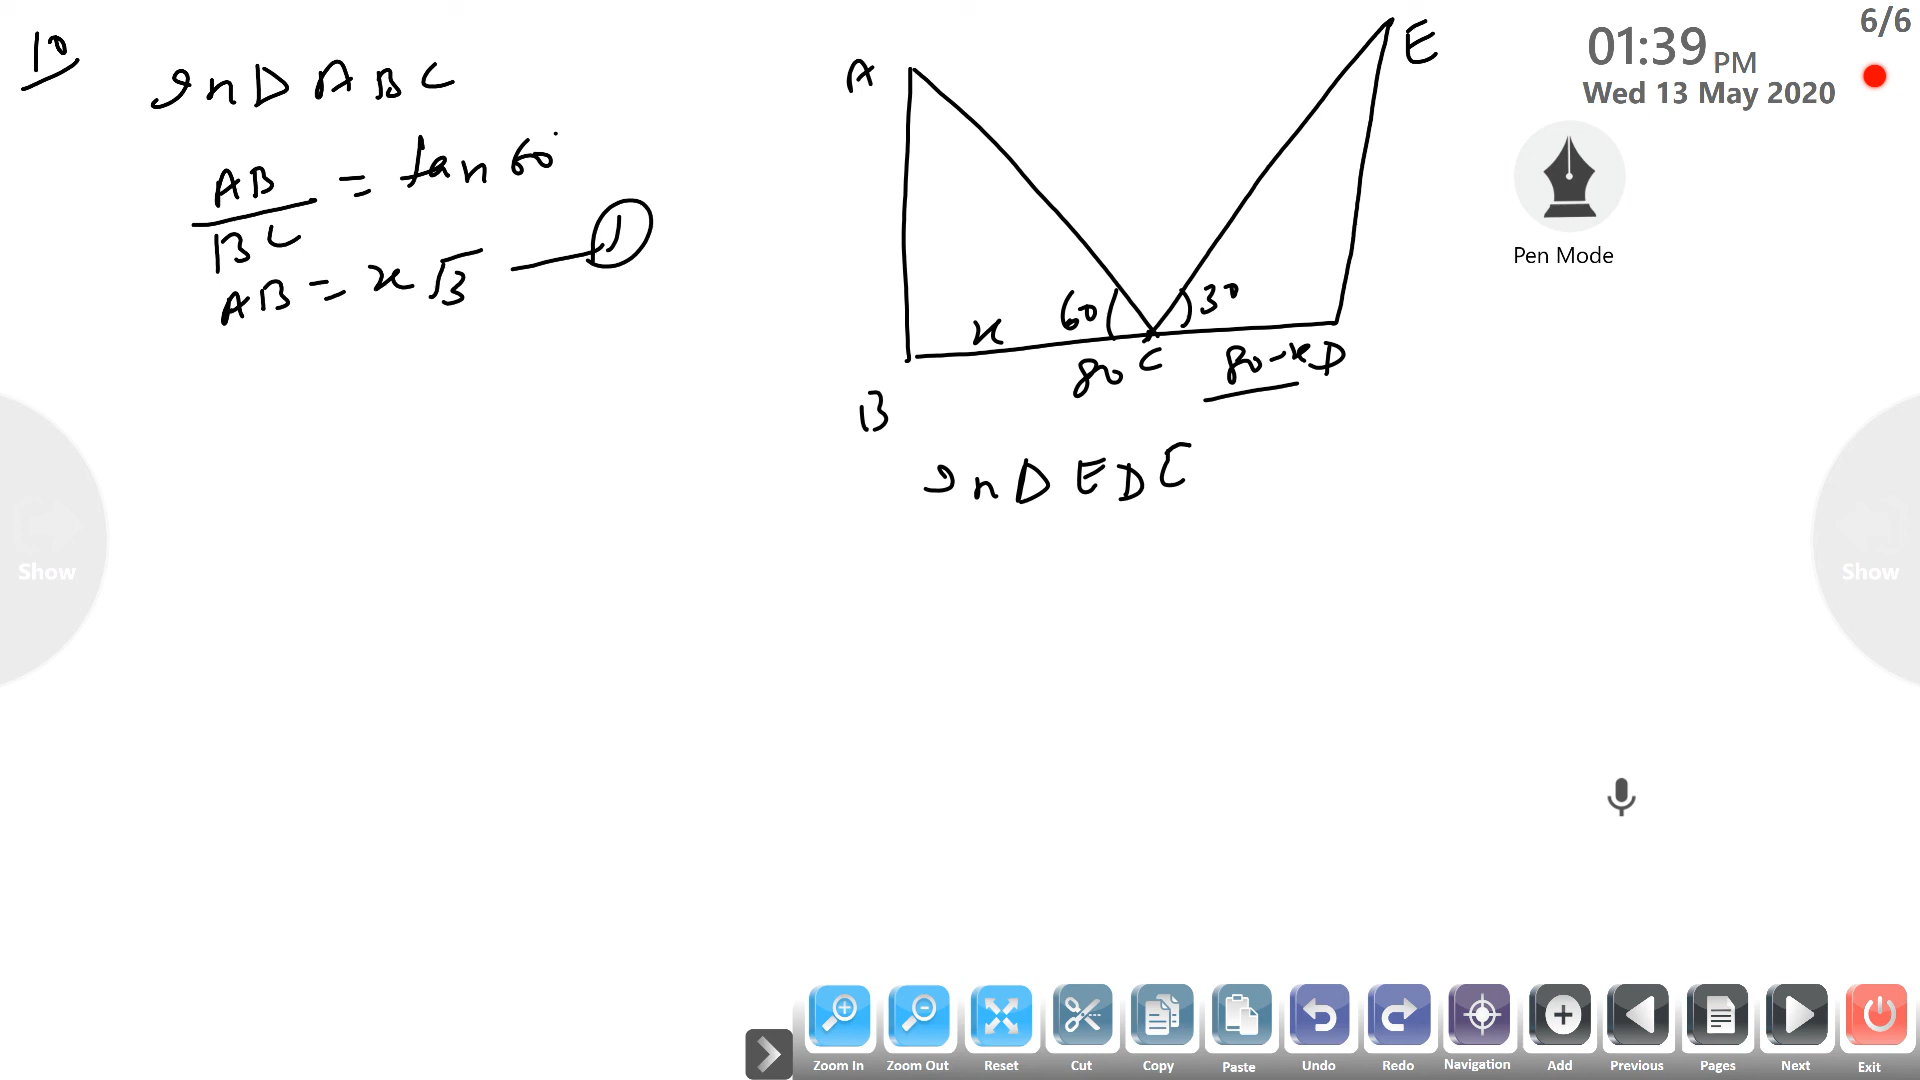 10
In Δ ABC
AB/BC = tan 60°
AB = x√3 — ①
A
E
x
60
30
80
C
80-x
D
B
In Δ EDC
01:39 PM
Wed 13 May 2020
6/6
Pen Mode
Show
Show
Zoom In
Zoom Out
Reset
Cut
Copy
Paste
Undo
Redo
Navigation
Add
Previous
Pages
Next
Exit